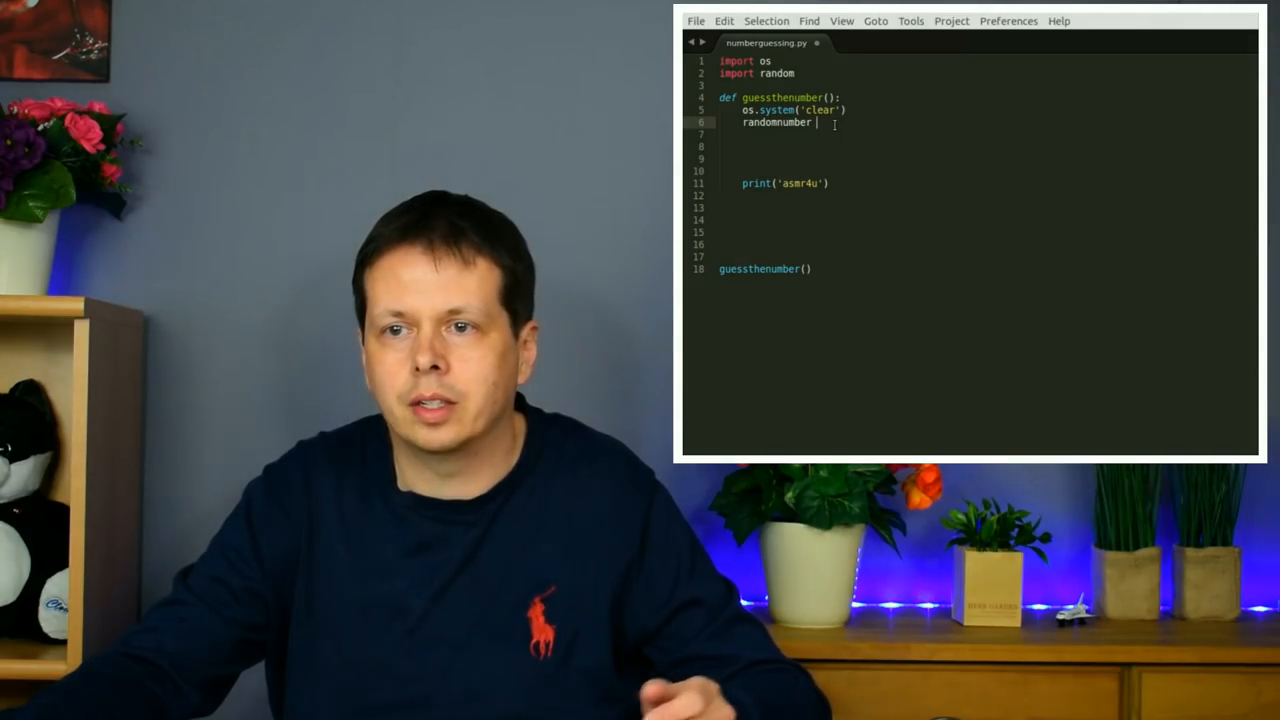 File Edit Selection Find View Goto Tools Project Preferences Help
numberguessing.py
1 import os
2 import random
3
4 def guessthenumber():
5 os.system('clear')
6 randomnumber
7
8
9
10
11 print('asmr4u')
12
13
14
15
16
17
18 guessthenumber()
HERB GARDEN